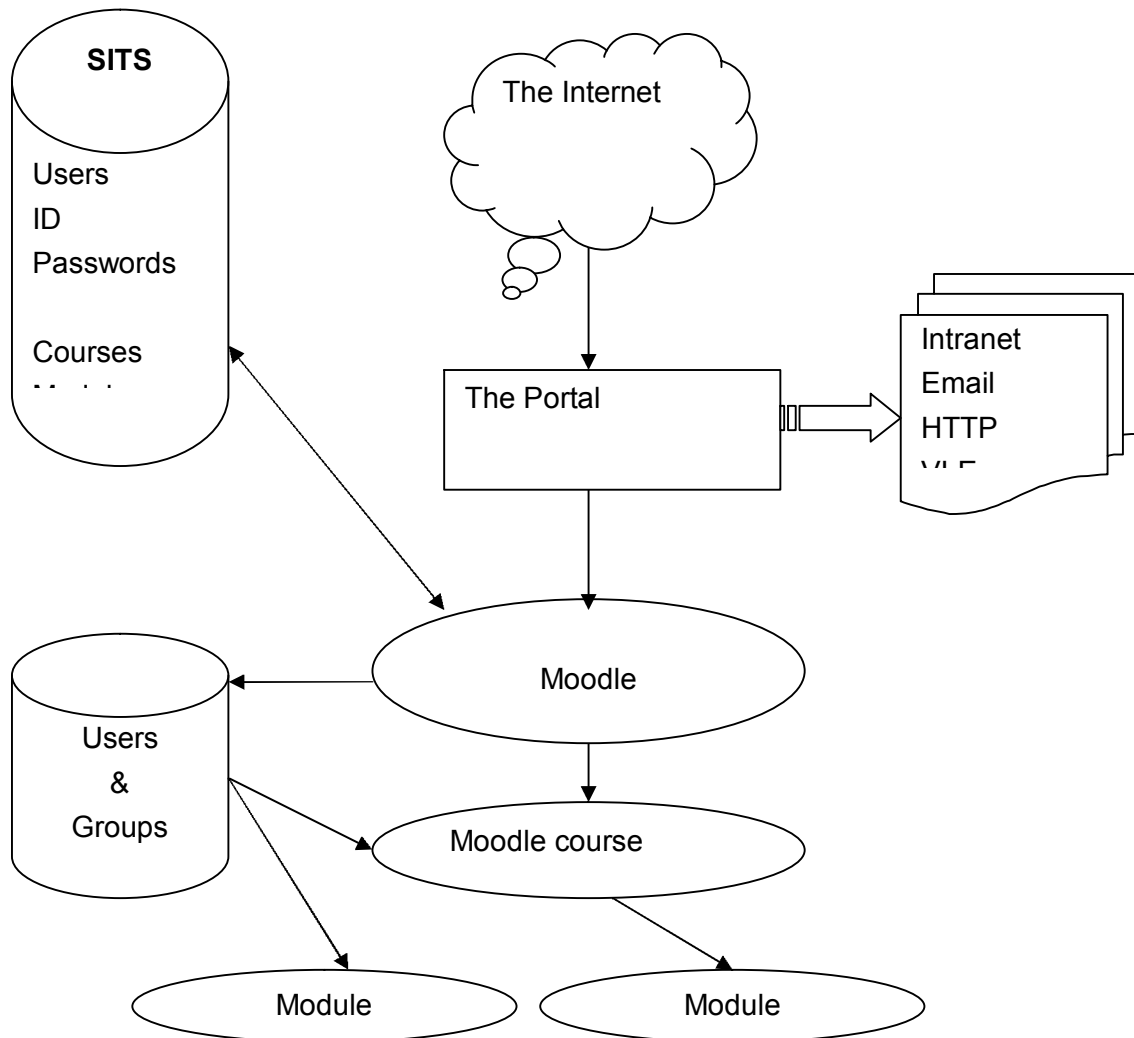 SITS
Users
ID
Passwords
Courses
The Internet
The Portal
Intranet
Email
HTTP
Moodle
Users
&
Groups
Moodle course
Module
Module